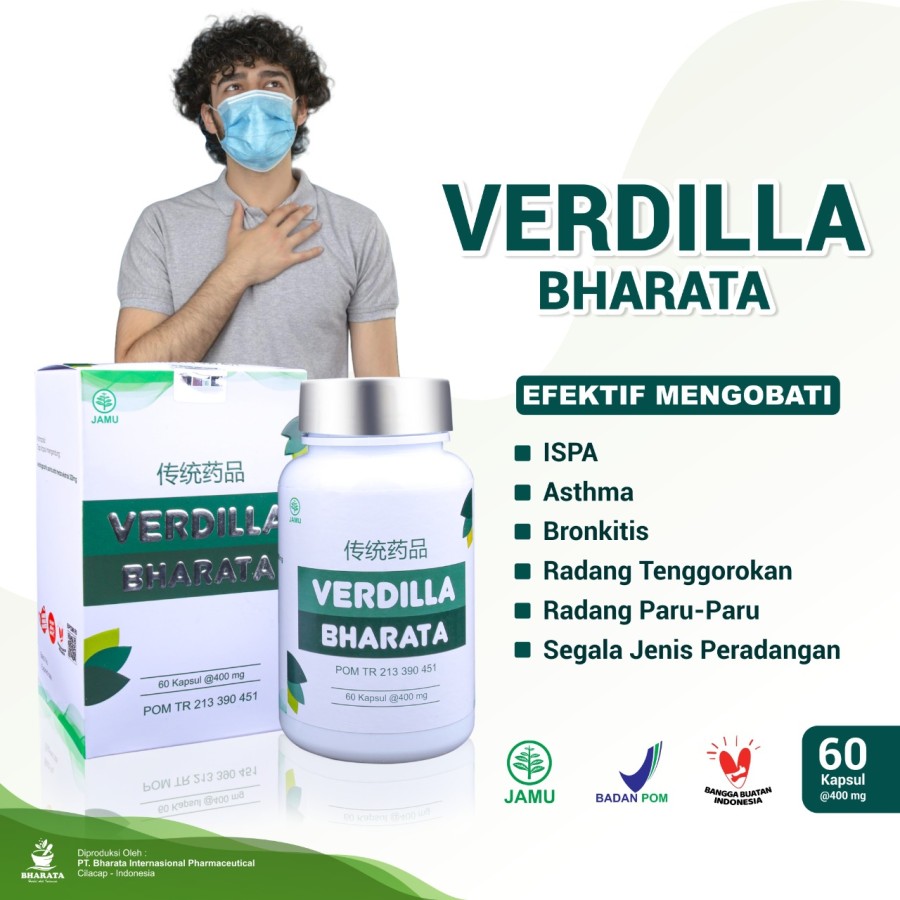 VERDILLA
BHARATA
EFEKTIF MENGOBATI
ISPA
Asthma
Bronkitis
Radang Tenggorokan
Radang Paru-Paru
Segala Jenis Peradangan
JAMU
传统药品
VERDILLA
BHARATA
60 Kapsul @400 mg
POM TR 213 390 451
JAMU
传统药品
VERDILLA
BHARATA
POM TR 213 390 451
60 Kapsul @400 mg
JAMU
BADAN POM
BANGGA BUATAN
INDONESIA
60
Kapsul
@400 mg
BHARATA
Diproduksi Oleh :
PT. Bharata Internasional Pharmaceutical
Cilacap - Indonesia